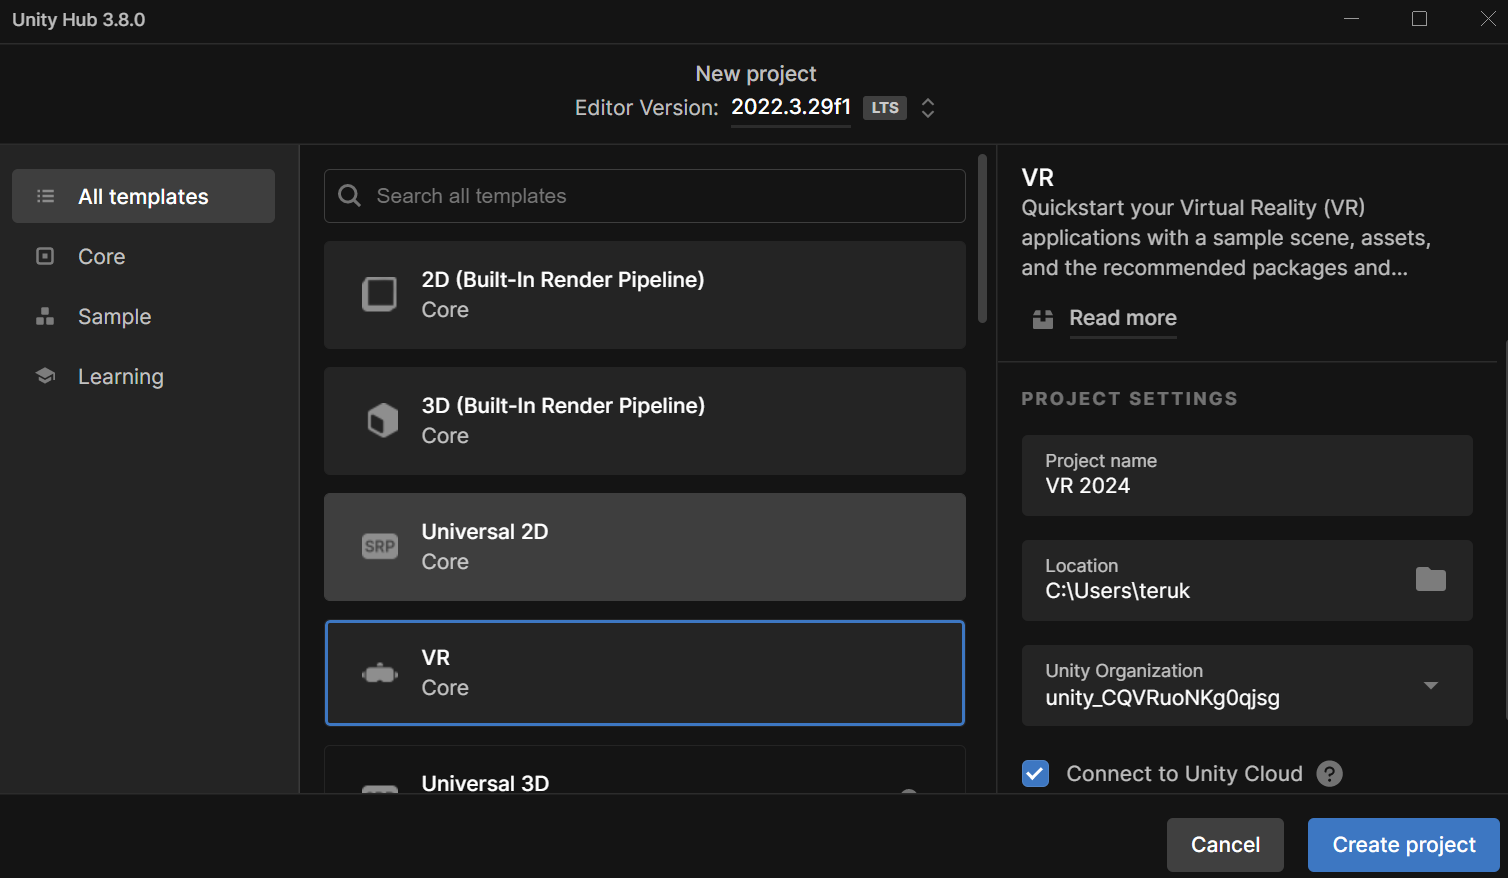 Unity Hub 3.8.0
New project
Editor Version: 2022.3.29f1 LTS
All templates
Core
Sample
Learning
Search all templates
2D (Built-In Render Pipeline)
Core
3D (Built-In Render Pipeline)
Core
SRP
Universal 2D
Core
VR
Core
Universal 3D
VR
Quickstart your Virtual Reality (VR)
applications with a sample scene, assets,
and the recommended packages and...
Read more
PROJECT SETTINGS
Project name
VR 2024
Location
C:\Users\teruk
Unity Organization
unity_CQVRuoNKg0qjsg
Connect to Unity Cloud ?
Cancel
Create project